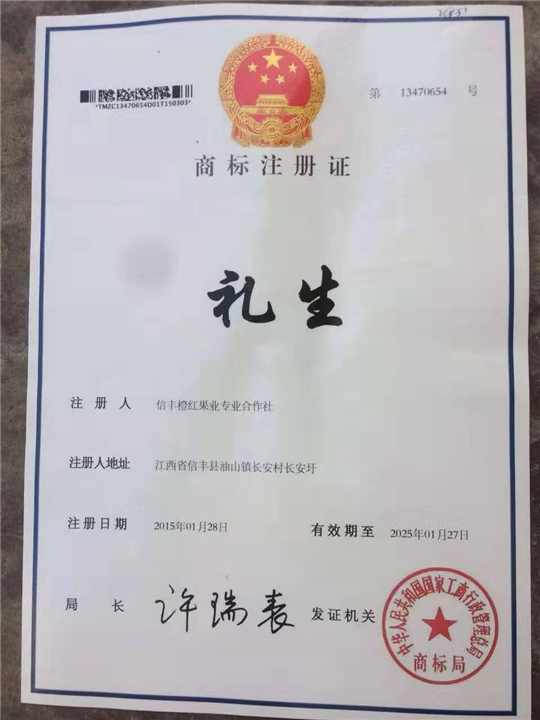 *TMZC13470654D01T150303*
第 13470654 号
商标注册证
礼生
注册人 信丰橙红果业专业合作社
注册人地址 江西省信丰县油山镇长安村长安圩
注册日期 2015年01月28日 有效期至 2025年01月27日
局长 许瑞表 发证机关
中华人民共和国国家工商行政管理总局
商标局